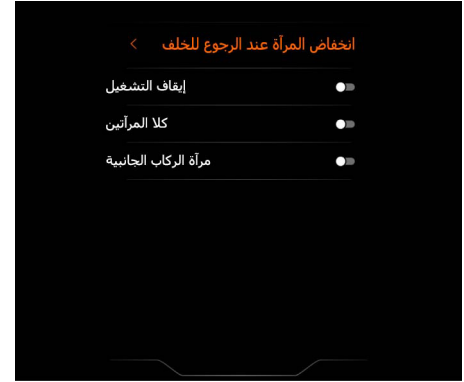 انخفاض المرآة عند الرجوع للخلف
إيقاف التشغيل
كلا المرآتين
مرآة الركاب الجانبية